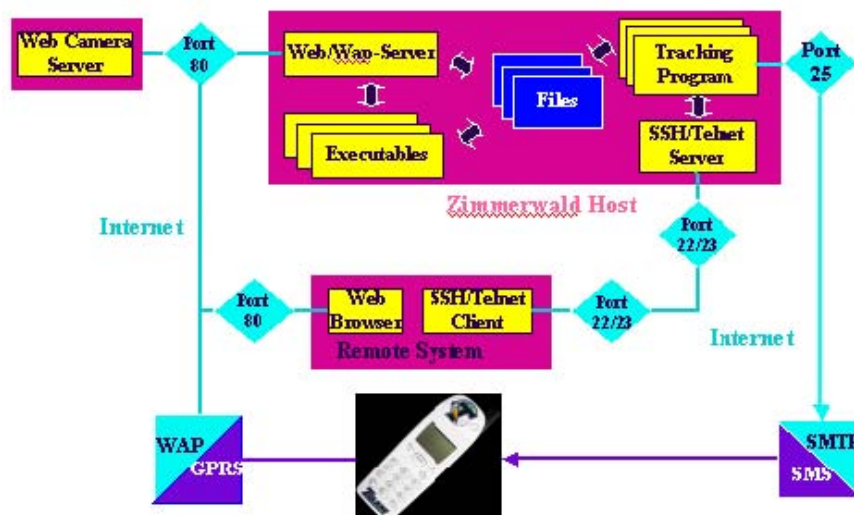 Web Camera
Server
Port
80
Web/Wap-Server
Executables
Files
Tracking
Program
SSH/Telnet
Server
Port
25
Zimmerwald Host
Internet
Port
22/23
Port
80
Web
Browser
SSH/Telnet
Client
Remote System
Port
22/23
Internet
WAP
GPRS
SMTP
SMS